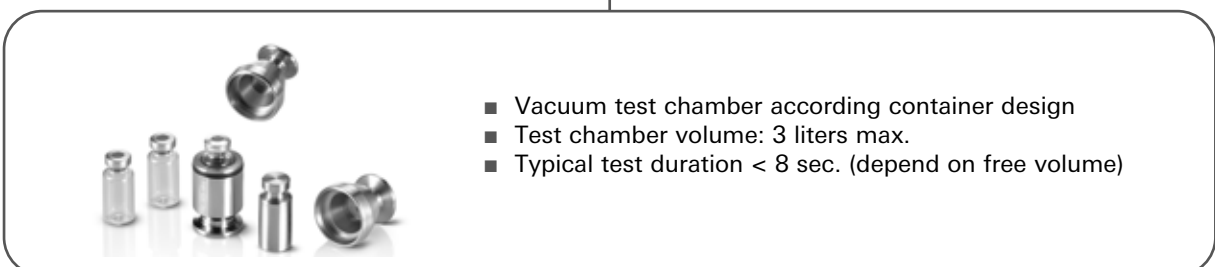 ■ Vacuum test chamber according container design
■ Test chamber volume: 3 liters max.
■ Typical test duration < 8 sec. (depend on free volume)